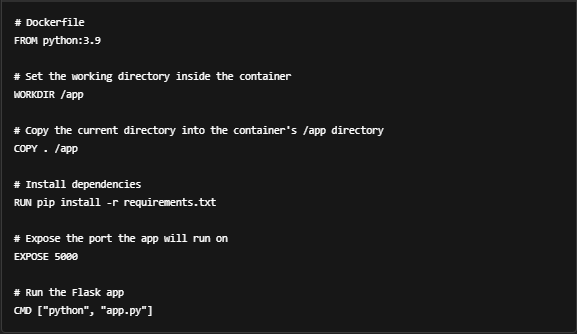 # Dockerfile
FROM python:3.9
# Set the working directory inside the container
WORKDIR /app
# Copy the current directory into the container's /app directory
COPY . /app
# Install dependencies
RUN pip install -r requirements.txt
# Expose the port the app will run on
EXPOSE 5000
# Run the Flask app
CMD ["python", "app.py"]